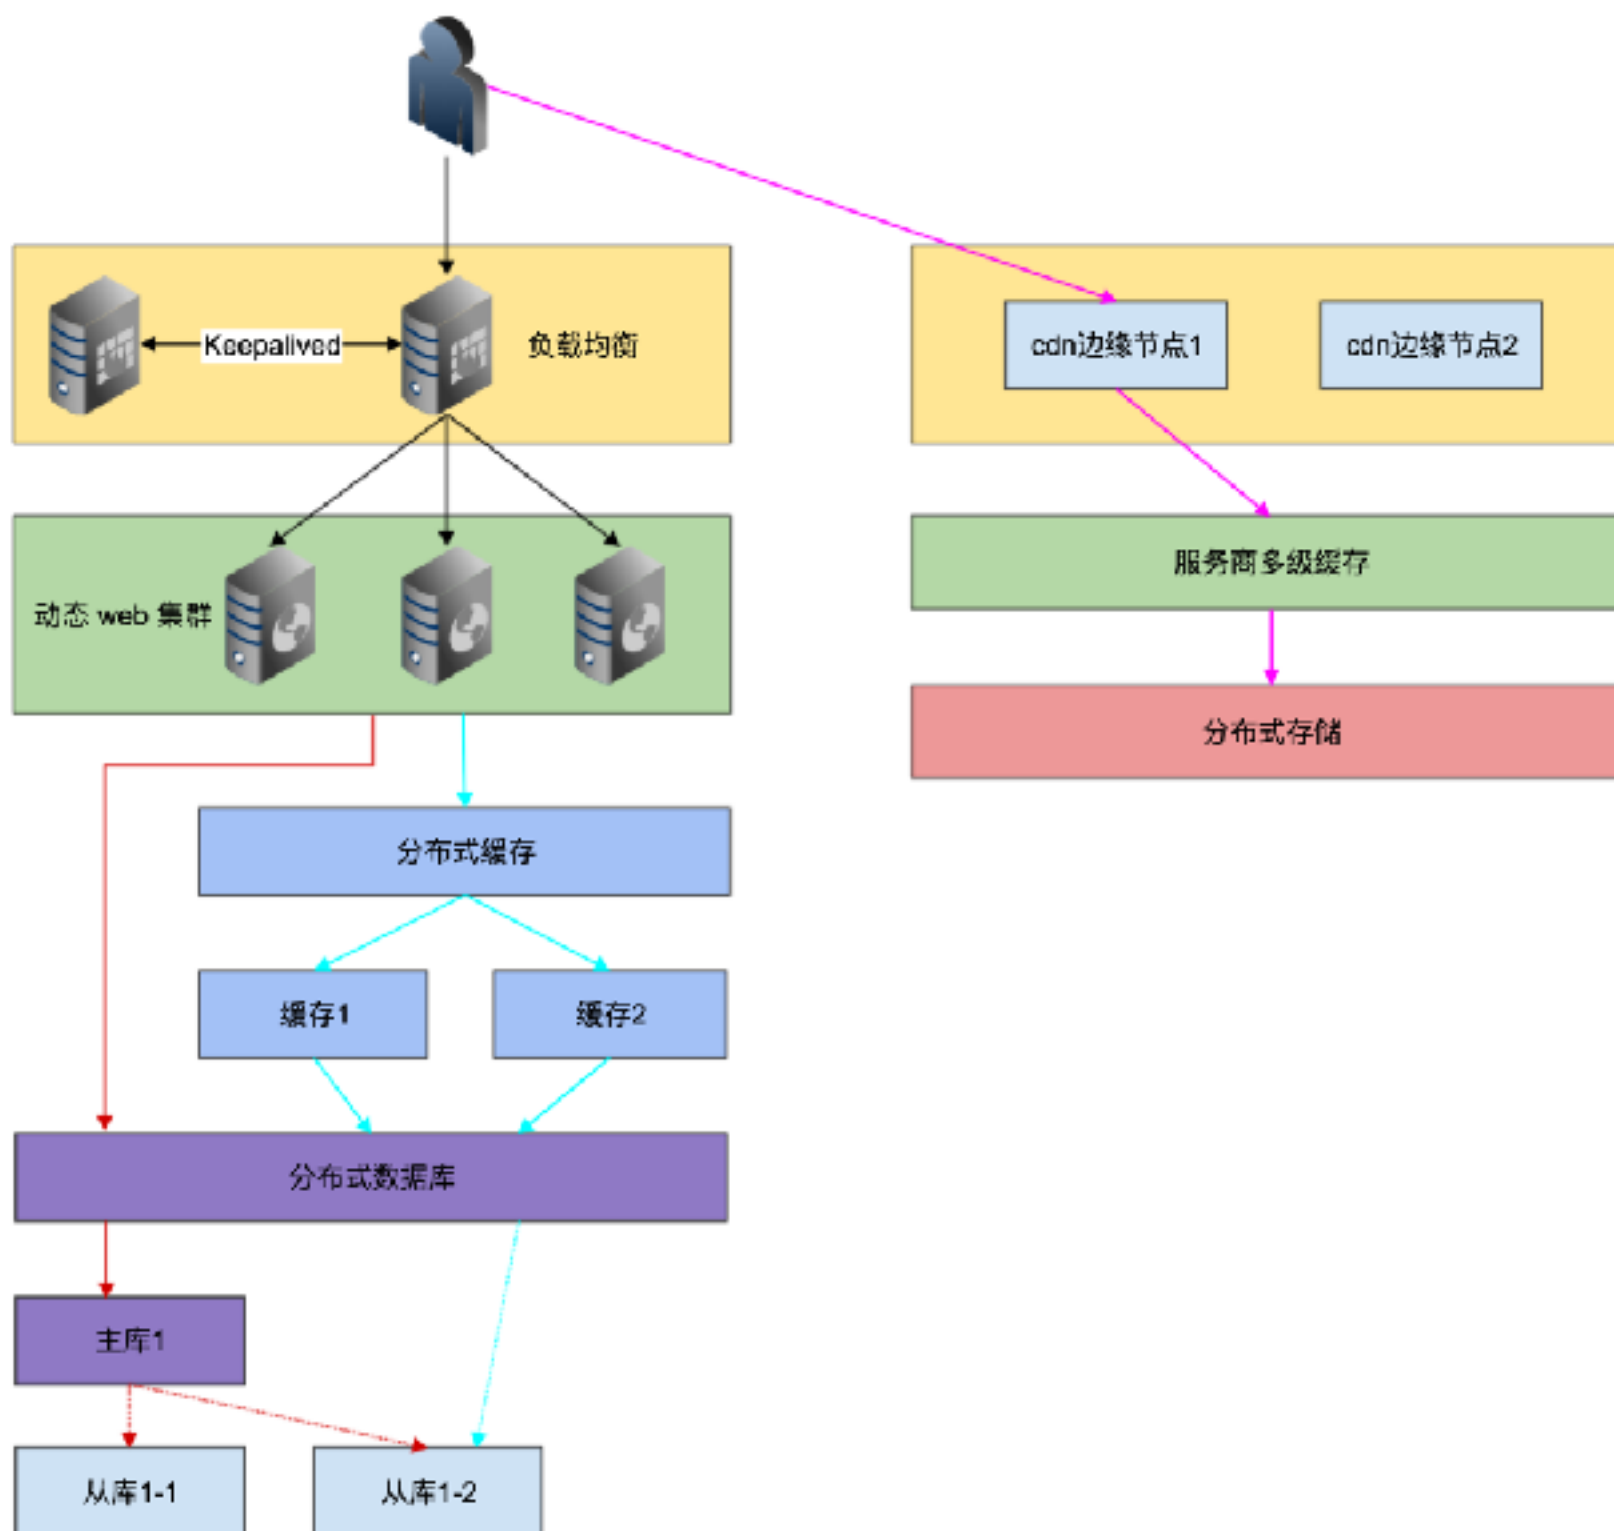 Keepalived
负载均衡
cdn边缘节点1
cdn边缘节点2
服务商多级缓存
动态 web 集群
分布式存储
分布式缓存
缓存1
缓存2
分布式数据库
主库1
从库1-1
从库1-2